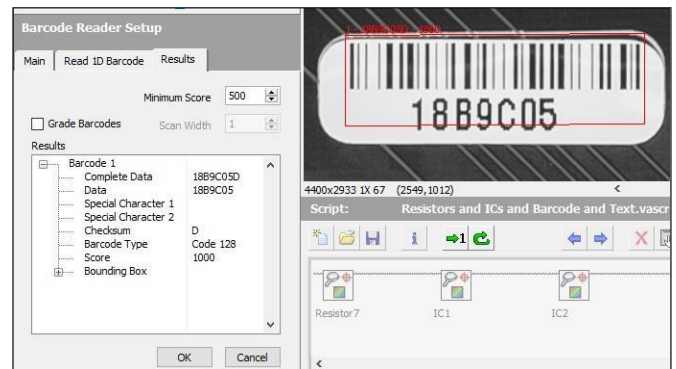 Barcode Reader Setup
Main Read 1D Barcode Results
Minimum Score 500
Grade Barcodes Scan Width 1
Results
Barcode 1
Complete Data 18B9C05D
Data 18B9C05
Special Character 1
Special Character 2
Checksum D
Barcode Type Code 128
Score 1000
Bounding Box
OK Cancel
1 18B9C05D 1000
18B9C05
4400x2933 1X 67 (2549,1012)
Script: Resistors and ICs and Barcode and Text.vascr
1
Resistor7 IC1 IC2